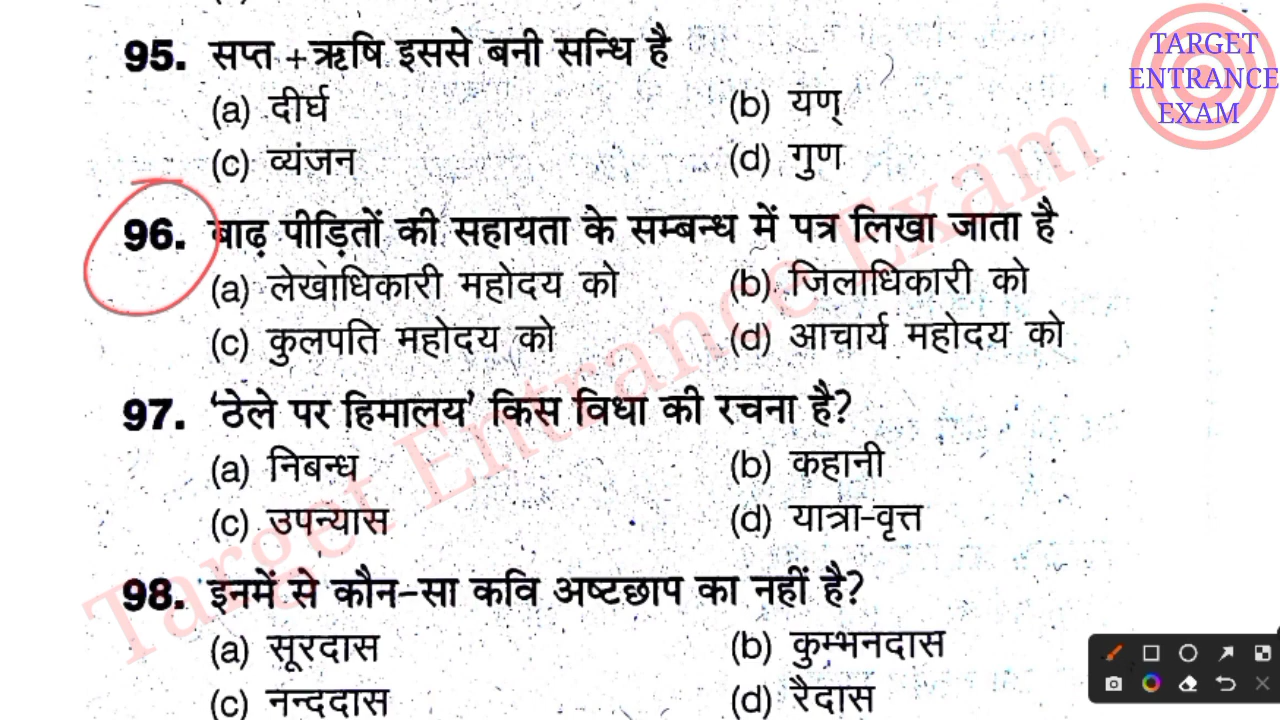 95. सप्त + ऋषि इससे बनी सन्धि है
(a) दीर्घ (b) यण्
(c) व्यंजन (d) गुण
96. बाढ़ पीड़ितों की सहायता के सम्बन्ध में पत्र लिखा जाता है
(a) लेखाधिकारी महोदय को (b) जिलाधिकारी को
(c) कुलपति महोदय को (d) आचार्य महोदय को
97. ‘ठेले पर हिमालय’ किस विधा की रचना है?
(a) निबन्ध (b) कहानी
(c) उपन्यास (d) यात्रा-वृत्त
98. इनमें से कौन-सा कवि अष्टछाप का नहीं है?
(a) सूरदास (b) कुम्भनदास
(c) नन्ददास (d) रैदास
TARGET
ENTRANCE
EXAM
Target Entrance Exam